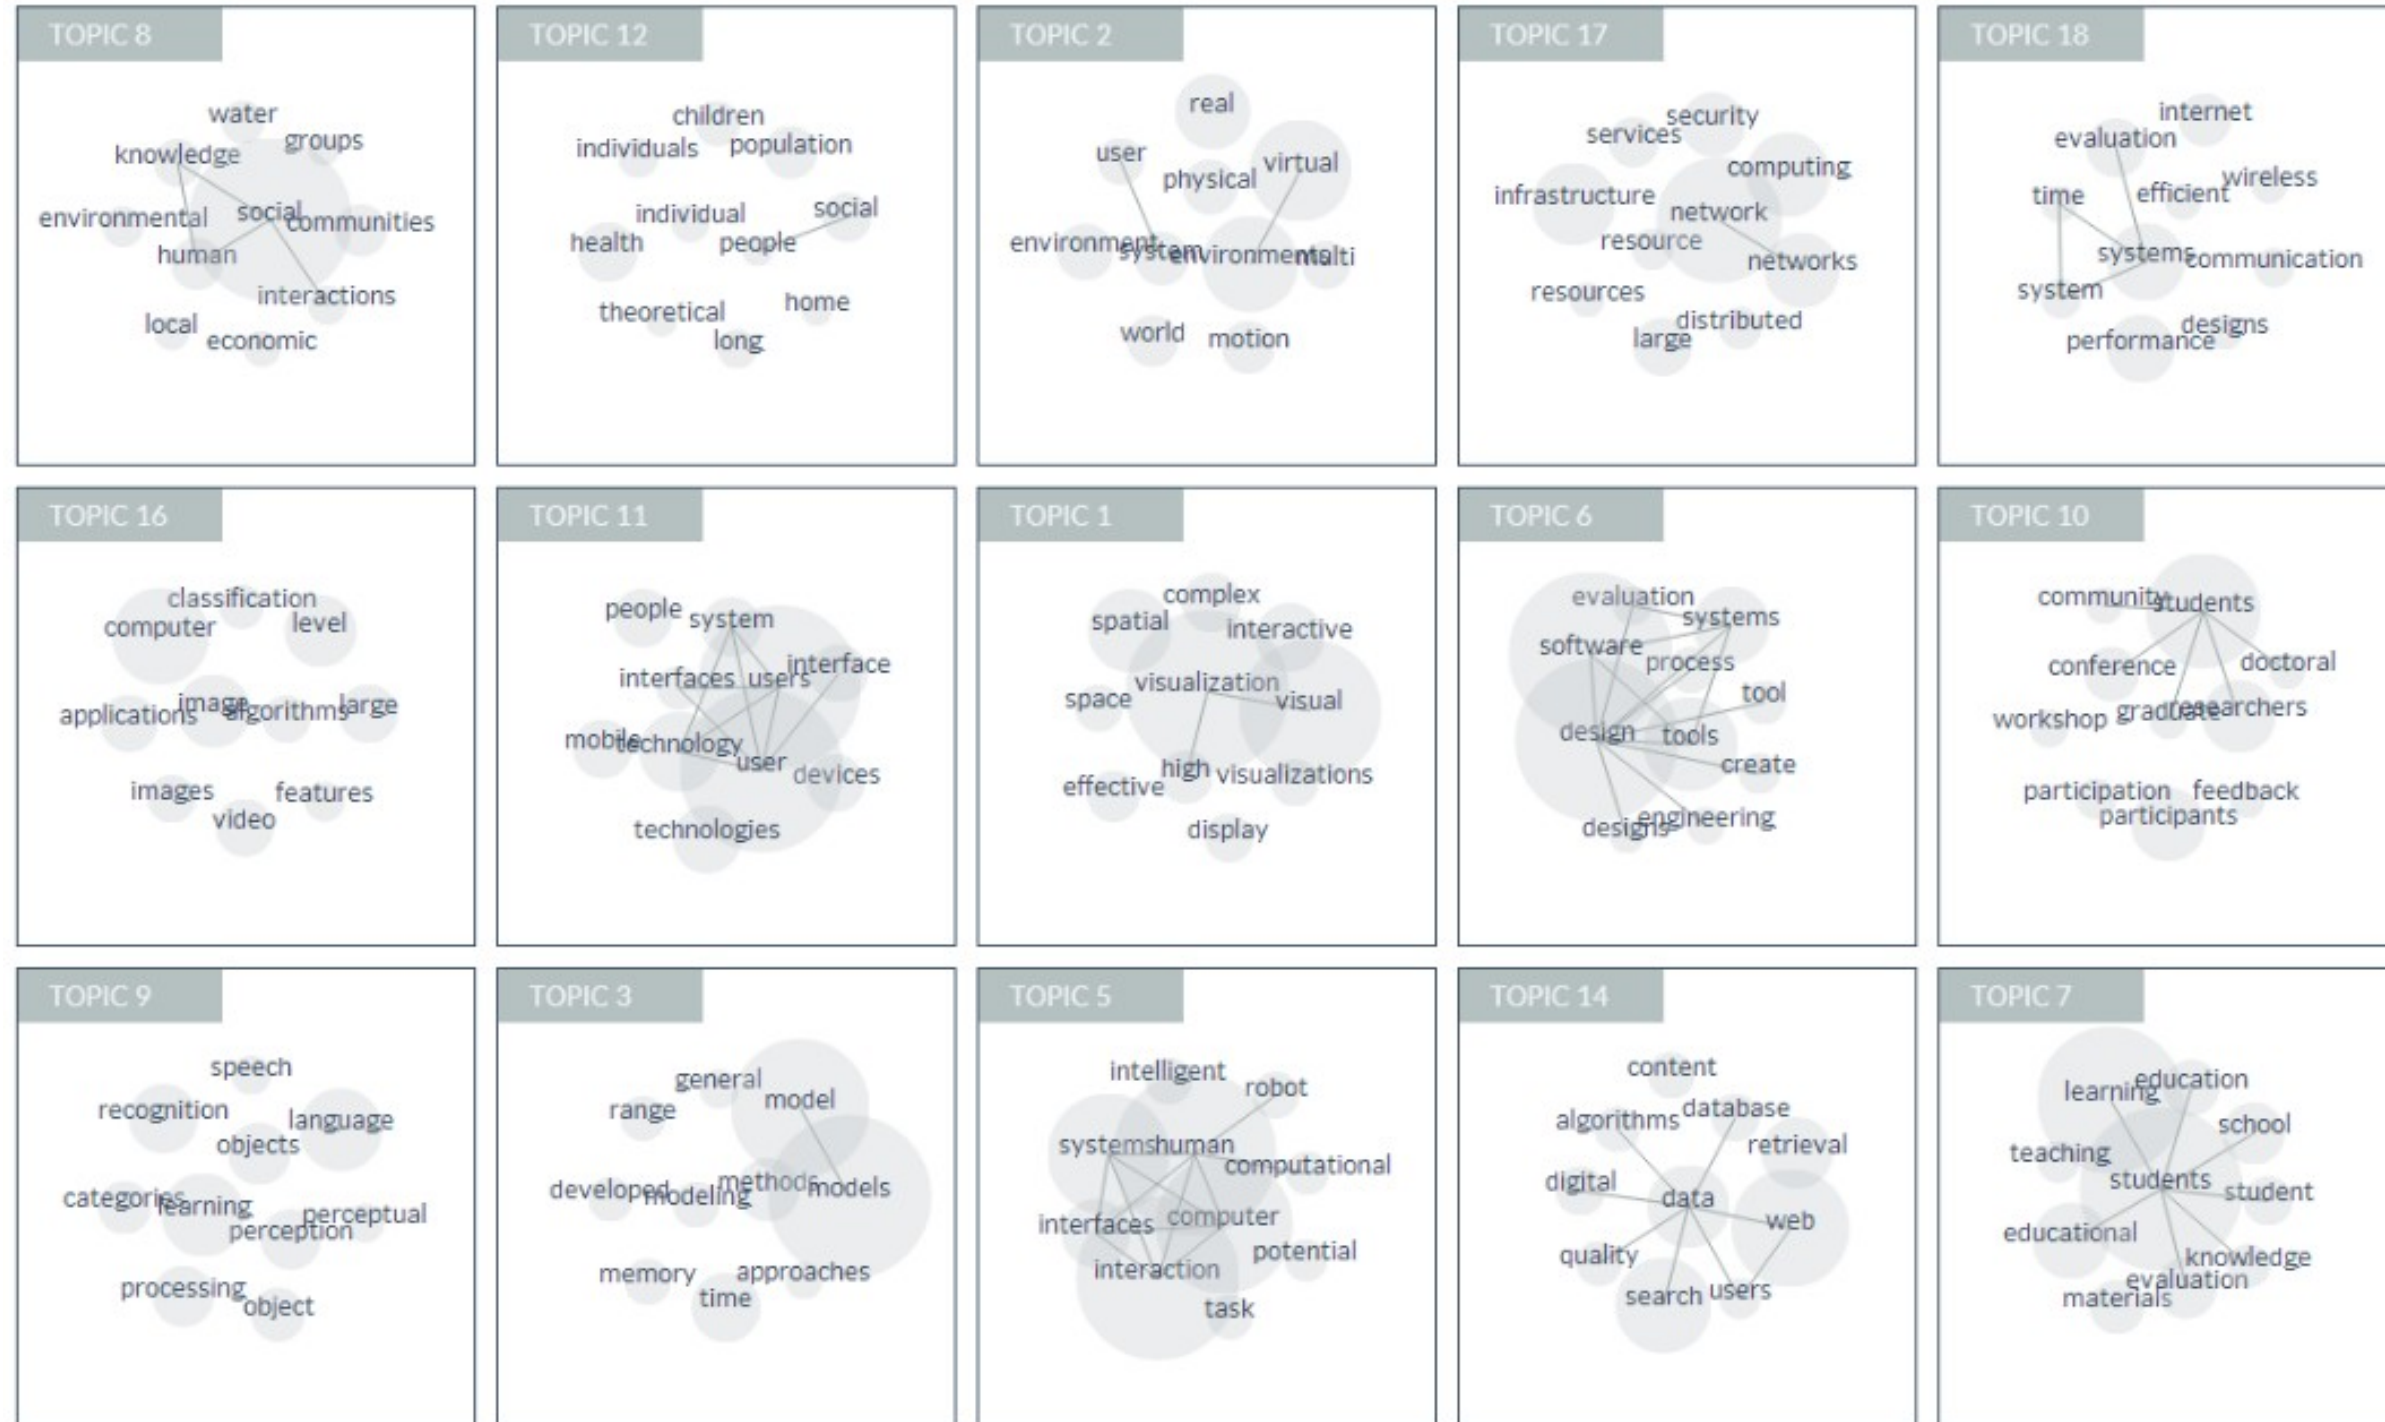 TOPIC 8
water
groups
knowledge
environmental
social
communities
human
interactions
local
economic
TOPIC 12
children
individuals
population
individual
social
health
people
theoretical
home
long
TOPIC 2
real
user
virtual
physical
environment
system
environments
multi
world
motion
TOPIC 17
security
services
computing
infrastructure
network
resource
networks
resources
distributed
large
TOPIC 18
internet
evaluation
wireless
time
efficient
systems
communication
system
designs
performance
TOPIC 16
classification
computer
level
applications
image
algorithms
large
images
features
video
TOPIC 11
people
system
interface
interfaces
users
mobile
technology
user
devices
technologies
TOPIC 1
complex
spatial
interactive
visualization
space
visual
high
visualizations
effective
display
TOPIC 6
evaluation
systems
software
process
tool
design
tools
create
engineering
designs
TOPIC 10
community
students
conference
doctoral
workshop
graduate
researchers
participation
feedback
participants
TOPIC 9
speech
recognition
language
objects
categories
learning
perceptual
perception
processing
object
TOPIC 3
general
model
range
developed
modeling
methods
models
memory
approaches
time
TOPIC 5
intelligent
robot
systems
human
computational
interfaces
computer
potential
interaction
task
TOPIC 14
content
algorithms
database
retrieval
digital
data
web
quality
search
users
TOPIC 7
education
learning
school
teaching
students
student
educational
knowledge
evaluation
materials